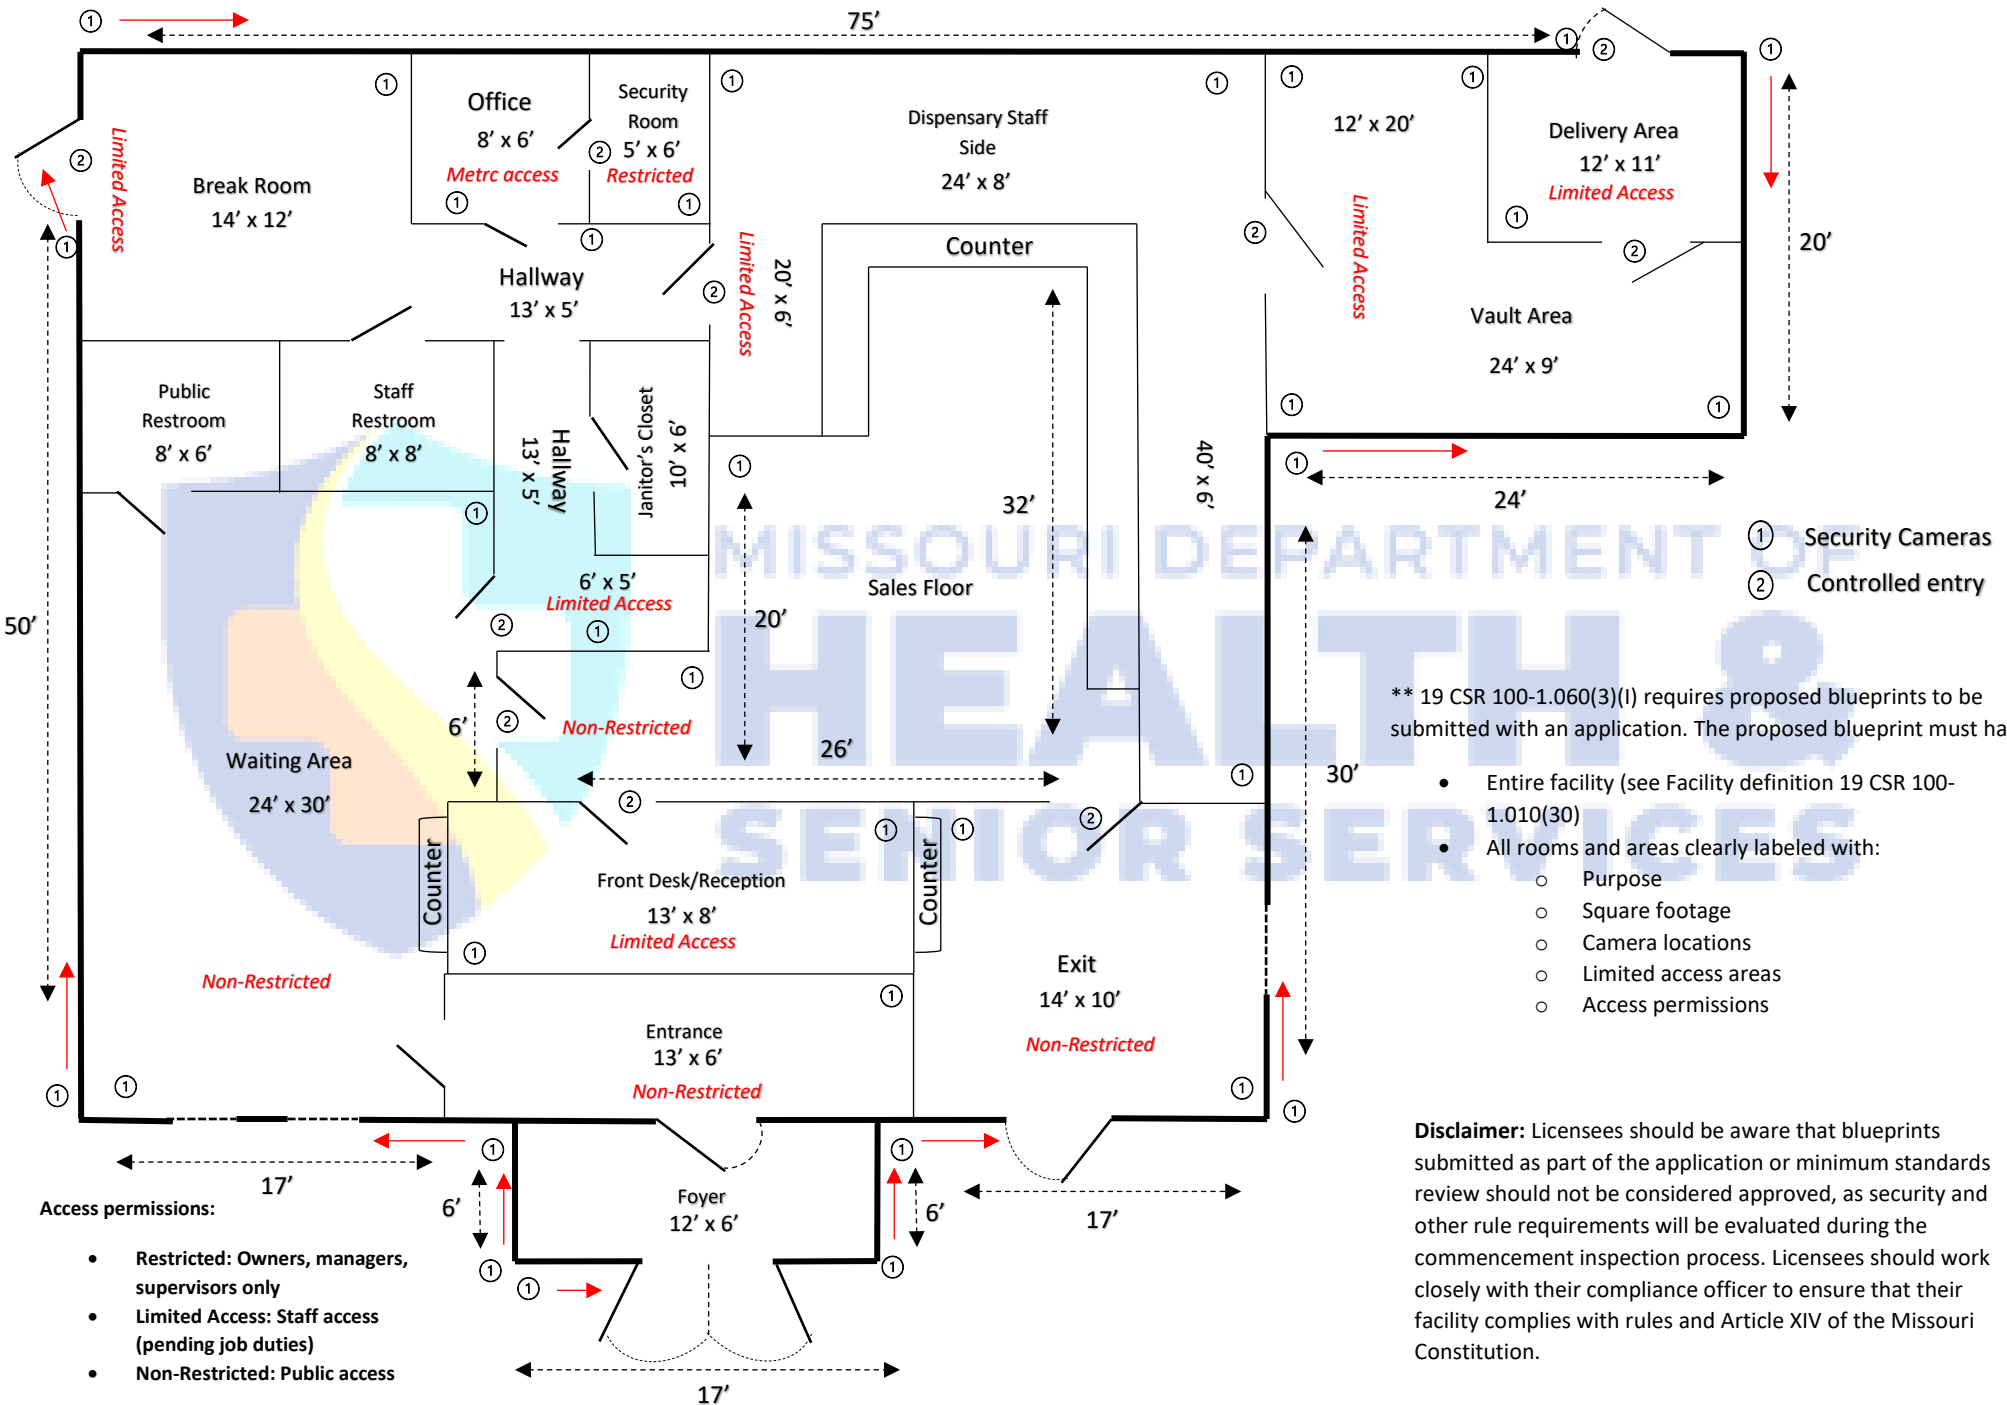 75’
Office
8’ x 6’
Metrc access
Security
Room
5’ x 6’
Restricted
Dispensary Staff
Side
24’ x 8’
12’ x 20’
Delivery Area
12’ x 11’
Limited Access
Limited Access
Break Room
14’ x 12’
Limited Access
20’ x 6’
Counter
Limited Access
20’
Hallway
13’ x 5’
Vault Area
24’ x 9’
Public
Restroom
8’ x 6’
Staff
Restroom
8’ x 8’
Hallway
13’ x 5’
Janitor’s Closet
10’ x 6’
40’ x 6’
32’
24’
1 Security Cameras
2 Controlled entry
MISSOURI DEPARTMENT OF
HEALTH &
SENIOR SERVICES
6’ x 5’
Limited Access
Sales Floor
20’
50’
6’
Non-Restricted
26’
30’
** 19 CSR 100-1.060(3)(I) requires proposed blueprints to be
submitted with an application. The proposed blueprint must ha
• Entire facility (see Facility definition 19 CSR 100-
1.010(30)
• All rooms and areas clearly labeled with:
o Purpose
o Square footage
o Camera locations
o Limited access areas
o Access permissions
Waiting Area
24’ x 30’
Non-Restricted
Counter
Front Desk/Reception
13’ x 8’
Limited Access
Counter
Exit
14’ x 10’
Non-Restricted
Entrance
13’ x 6’
Non-Restricted
17’
6’
Foyer
12’ x 6’
6’
17’
17’
Access permissions:
• Restricted: Owners, managers,
supervisors only
• Limited Access: Staff access
(pending job duties)
• Non-Restricted: Public access
Disclaimer: Licensees should be aware that blueprints
submitted as part of the application or minimum standards
review should not be considered approved, as security and
other rule requirements will be evaluated during the
commencement inspection process. Licensees should work
closely with their compliance officer to ensure that their
facility complies with rules and Article XIV of the Missouri
Constitution.